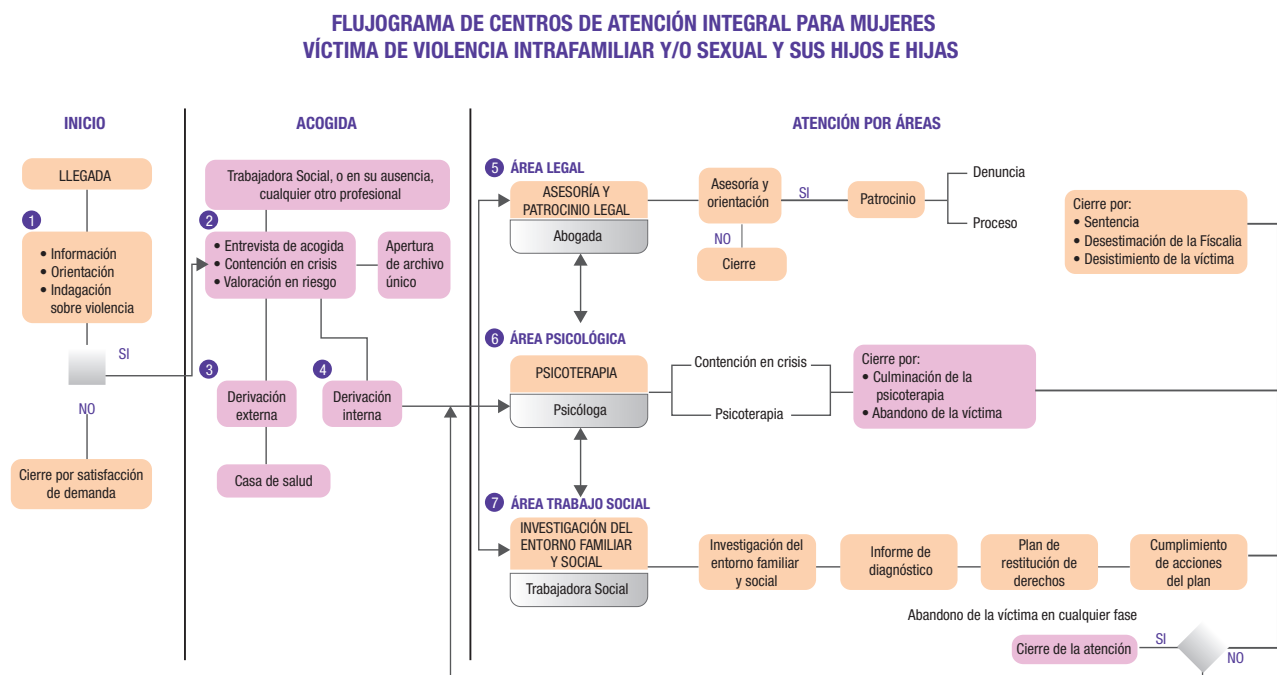 FLUJOGRAMA DE CENTROS DE ATENCIÓN INTEGRAL PARA MUJERES
VÍCTIMA DE VIOLENCIA INTRAFAMILIAR Y/O SEXUAL Y SUS HIJOS E HIJAS
INICIO
LLEGADA
1
• Información
• Orientación
• Indagación
sobre violencia
SI
NO
Cierre por satisfacción
de demanda
ACOGIDA
Trabajadora Social, o en su ausencia,
cualquier otro profesional
2
• Entrevista de acogida
• Contención en crisis
• Valoración en riesgo
Apertura
de archivo
único
3
Derivación
externa
4
Derivación
interna
Casa de salud
ATENCIÓN POR ÁREAS
5 ÁREA LEGAL
ASESORÍA Y
PATROCINIO LEGAL
Abogada
Asesoría y
orientación
SI
NO
Cierre
Patrocinio
Denuncia
Proceso
Cierre por:
• Sentencia
• Desestimación de la Físcalia
• Desistimiento de la víctima
6 ÁREA PSICOLÓGICA
PSICOTERAPIA
Psicóloga
Contención en crisis
Psicoterapia
Cierre por:
• Culminación de la
psicoterapia
• Abandono de la víctima
7 ÁREA TRABAJO SOCIAL
INVESTIGACIÓN DEL
ENTORNO FAMILIAR
Y SOCIAL
Trabajadora Social
Investigación del
entorno familiar
y social
Informe de
diagnóstico
Plan de
restitución de
derechos
Cumplimiento
de acciones
del plan
Abandono de la víctima en cualquier fase
Cierre de la atención
SI
NO